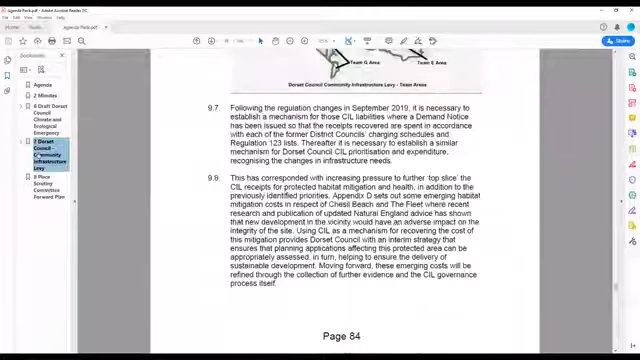 Agenda Pack.pdf
Home
Tools
Share
Bookmarks
Agenda
2 Minutes
6 Draft Dorset
Council
Climate and
Ecological
Emergency
7 Dorset
Council -
Community
Infrastructure
Levy
8 Place
Scrutiny
Committee
Forward Plan
Team G Area
Team E Area
Dorset Council Community Infrastructure Levy - Team Areas
9.7. Following the regulation changes in September 2019, it is necessary to
establish a mechanism for those CIL liabilities where a Demand Notice
has been issued so that the receipts recovered are spent in accordance
with each of the former District Councils' charging schedules and
Regulation 123 lists. Thereafter it is necessary to establish a similar
mechanism for Dorset Council CIL prioritisation and expenditure,
recognising the changes in infrastructure needs.
9.8. This has corresponded with increasing pressure to further 'top slice' the
CIL receipts for protected habitat mitigation and health, in addition to the
previously identified priorities. Appendix D sets out some emerging habitat
mitigation costs in respect of Chesil Beach and The Fleet where recent
research and publication of updated Natural England advice has shown
that new development in the vicinity would have an adverse impact on the
integrity of the site. Using CIL as a mechanism for recovering the cost of
this mitigation provides Dorset Council with an interim strategy that
ensures that planning applications affecting this protected area can be
appropriately assessed, in turn, helping to ensure the delivery of
sustainable development. Moving forward, these emerging costs will be
refined through the collection of further evidence and the CIL governance
process itself.
Page 84